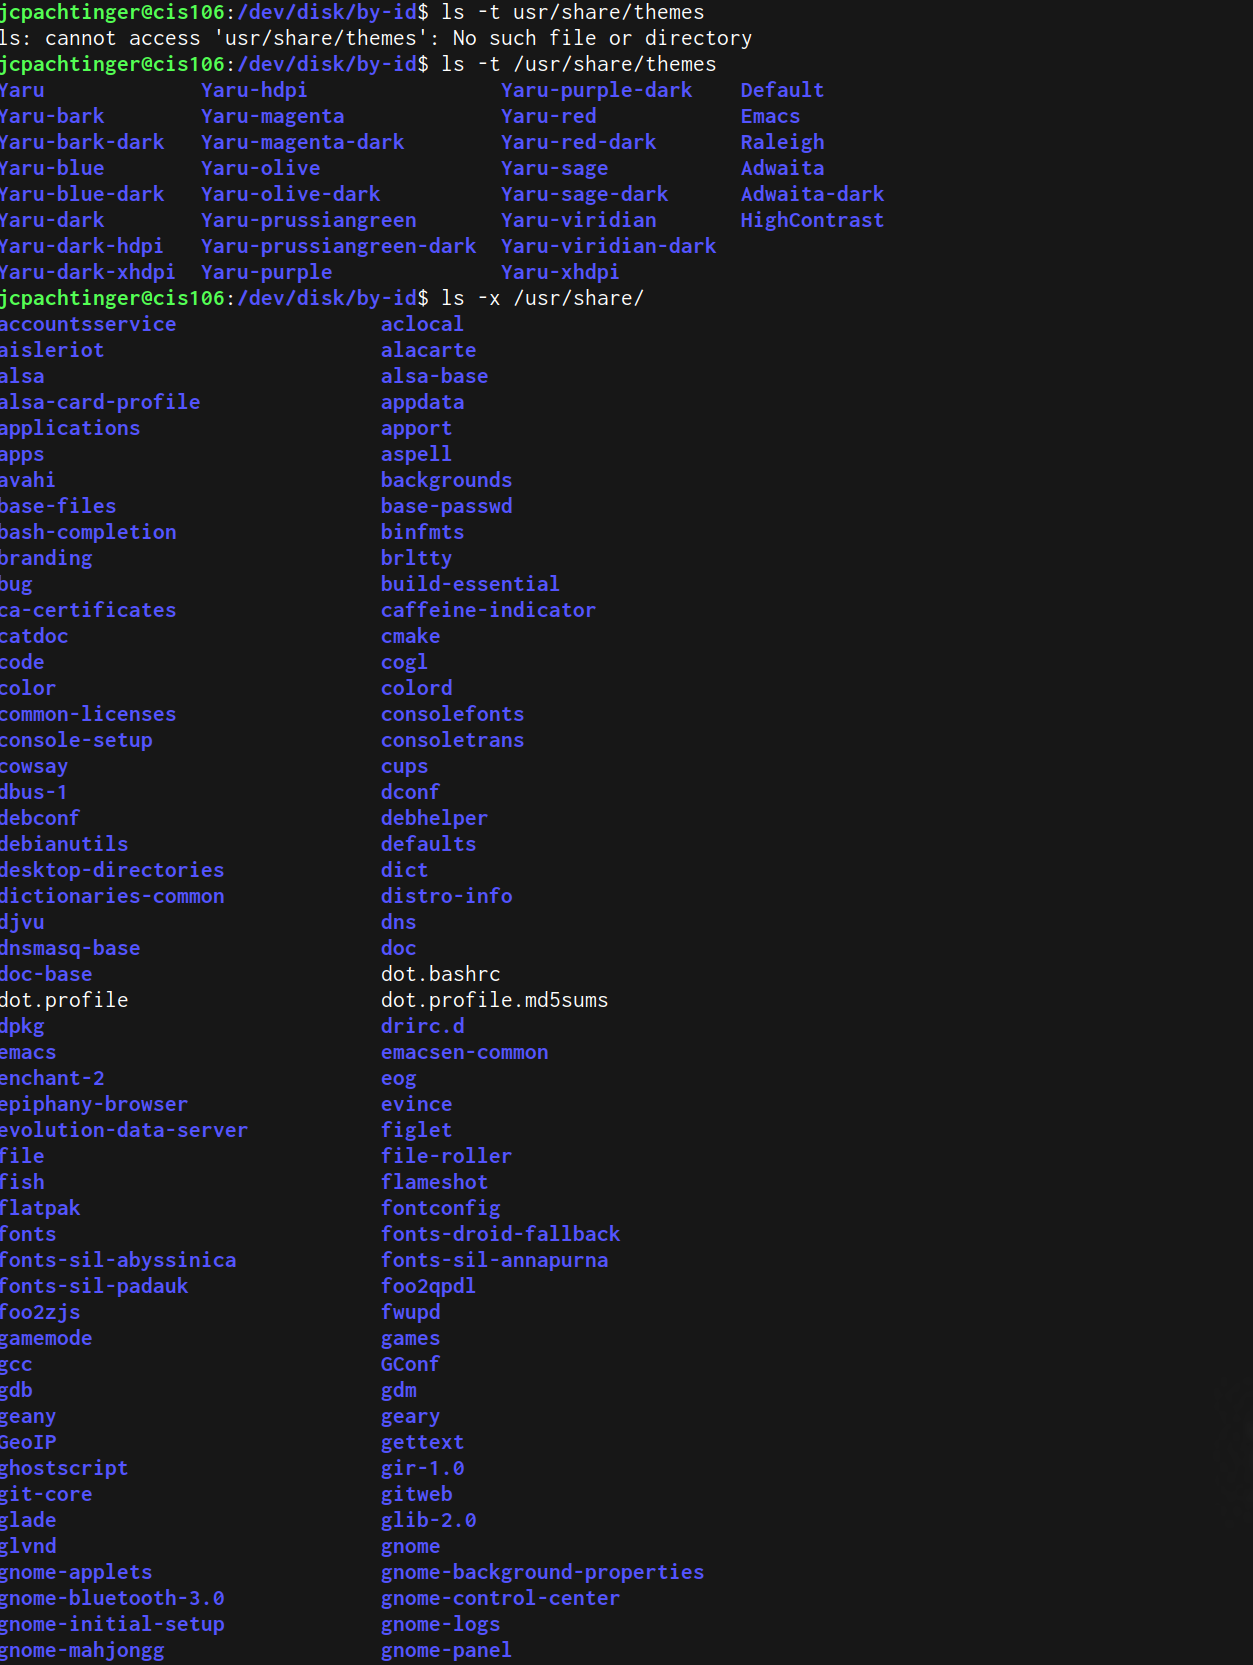 jcpachtinger@cis106:/dev/disk/by-id$ ls -t usr/share/themes
ls: cannot access 'usr/share/themes': No such file or directory
jcpachtinger@cis106:/dev/disk/by-id$ ls -t /usr/share/themes
Yaru Yaru-hdpi Yaru-purple-dark Default
Yaru-bark Yaru-magenta Yaru-red Emacs
Yaru-bark-dark Yaru-magenta-dark Yaru-red-dark Raleigh
Yaru-blue Yaru-olive Yaru-sage Adwaita
Yaru-blue-dark Yaru-olive-dark Yaru-sage-dark Adwaita-dark
Yaru-dark Yaru-prussiangreen Yaru-viridian HighContrast
Yaru-dark-hdpi Yaru-prussiangreen-dark Yaru-viridian-dark
Yaru-dark-xhdpi Yaru-purple Yaru-xhdpi
jcpachtinger@cis106:/dev/disk/by-id$ ls -x /usr/share/
accountsservice aclocal
aisleriot alacarte
alsa alsa-base
alsa-card-profile appdata
applications apport
apps aspell
avahi backgrounds
base-files base-passwd
bash-completion binfmts
branding brltty
bug build-essential
ca-certificates caffeine-indicator
catdoc cmake
code cogl
color colord
common-licenses consolefonts
console-setup consoletrans
cowsay cups
dbus-1 dconf
debconf debhelper
debianutils defaults
desktop-directories dict
dictionaries-common distro-info
djvu dns
dnsmasq-base doc
doc-base dot.bashrc
dot.profile dot.profile.md5sums
dpkg drirc.d
emacs emacsen-common
enchant-2 eog
epiphany-browser evince
evolution-data-server figlet
file file-roller
fish flameshot
flatpak fontconfig
fonts fonts-droid-fallback
fonts-sil-abyssinica fonts-sil-annapurna
fonts-sil-padauk foo2qpdl
foo2zjs fwupd
gamemode games
gcc GConf
gdb gdm
geany geary
GeoIP gettext
ghostscript gir-1.0
git-core gitweb
glade glib-2.0
glvnd gnome
gnome-applets gnome-background-properties
gnome-bluetooth-3.0 gnome-control-center
gnome-initial-setup gnome-logs
gnome-mahjongg gnome-panel